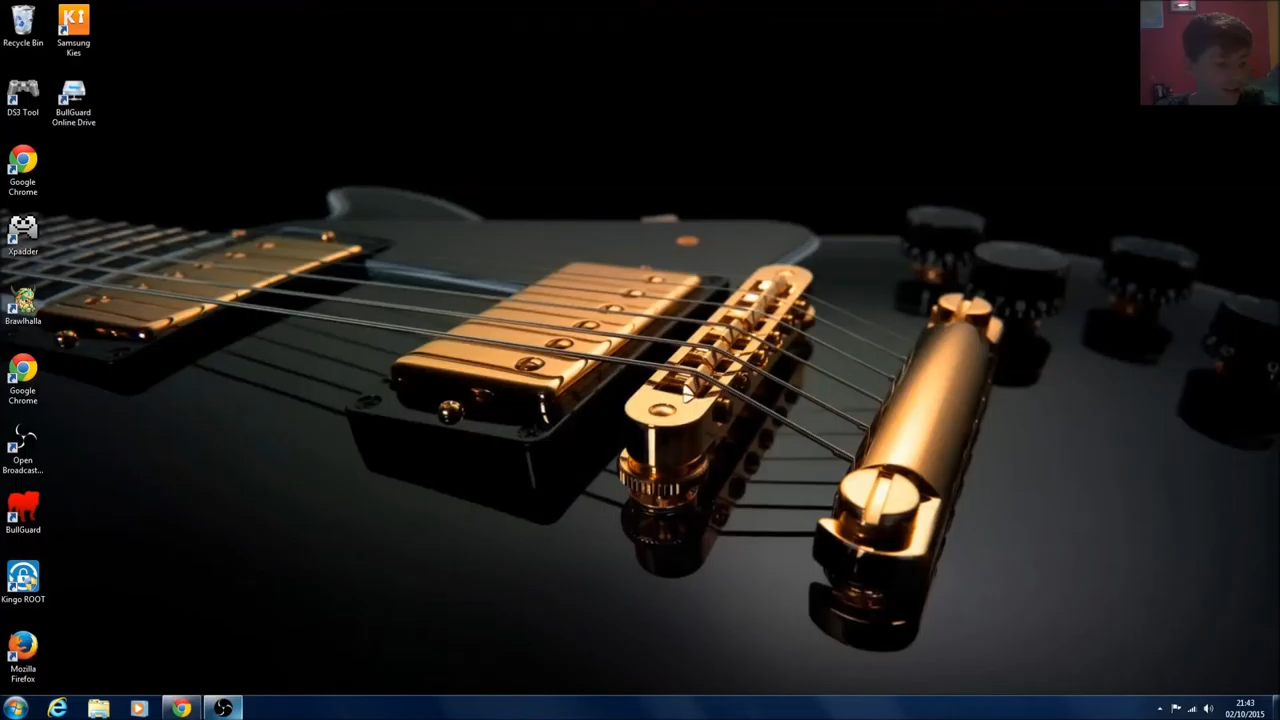 Recycle Bin
Samsung
Kies
DS3 Tool
BullGuard
Online Drive
Google
Chrome
Xpadder
Brawlhalla
Google
Chrome
Open
Broadcast...
BullGuard
Kingo ROOT
Mozilla
Firefox
21:43
02/10/2015